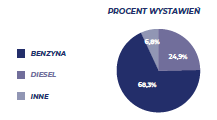 PROCENT WYSTAWIEŃ
6,8%
24,9%
BENZYNA
DIESEL
INNE
68,3%